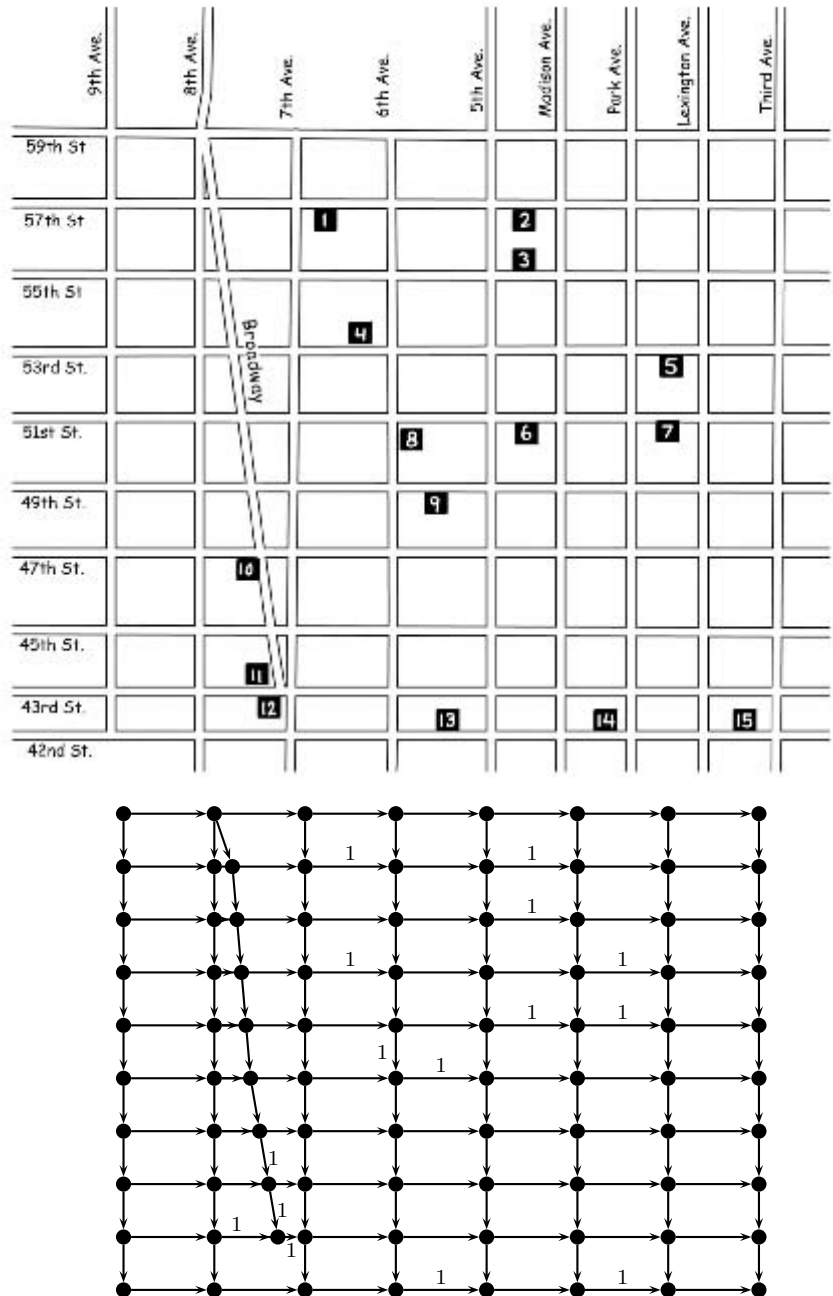 9th Ave.
8th Ave.
7th Ave.
6th Ave.
5th Ave.
Madison Ave.
Park Ave.
Lexington Ave.
Third Ave.
59th St
57th St
1
2
3
55th St
4
Broadway
53rd St.
5
51st St.
8
6
7
49th St.
9
47th St.
10
45th St.
11
43rd St.
12
13
14
15
42nd St.
1 1
1
1 1
1 1
1
1
1
1
1
1
1 1